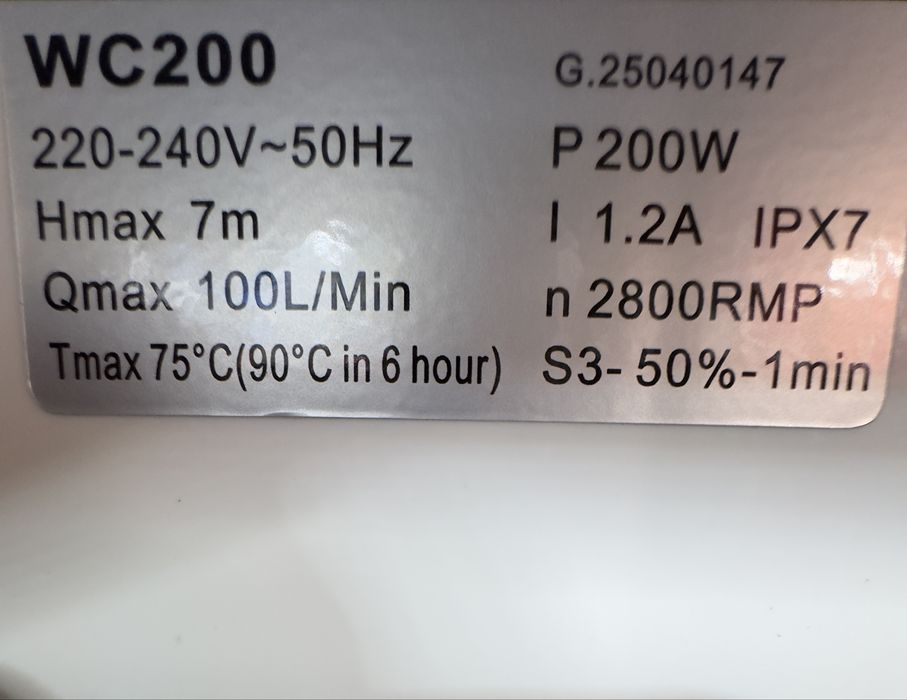 WC200 G.25040147
220-240V~50Hz P 200W
Hmax 7m I 1.2A IPX7
Qmax 100L/Min n 2800RMP
Tmax 75°C(90°C in 6 hour) S3- 50%-1min